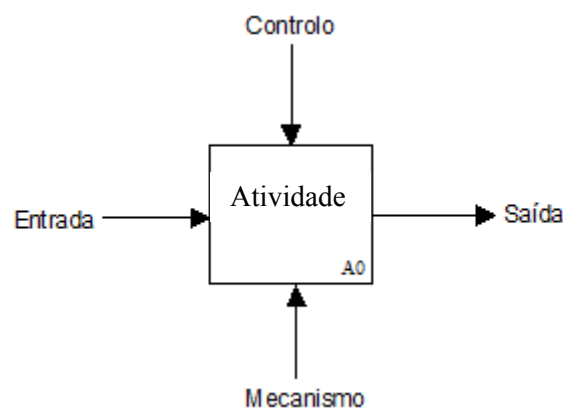 Controlo
Atividade
Entrada
Saída
A0
Mecanismo